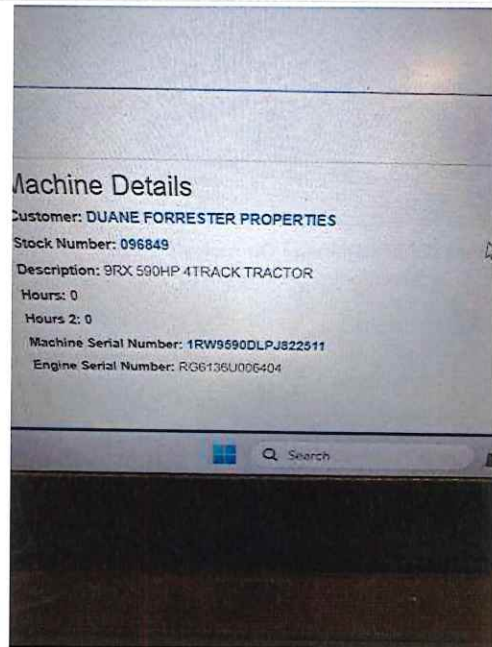 Machine Details
Customer: DUANE FORRESTER PROPERTIES
Stock Number: 096849
Description: 9RX 590HP 4TRACK TRACTOR
Hours: 0
Hours 2: 0
Machine Serial Number: 1RW9590DLPJ822511
Engine Serial Number: RG6136U006404
Search